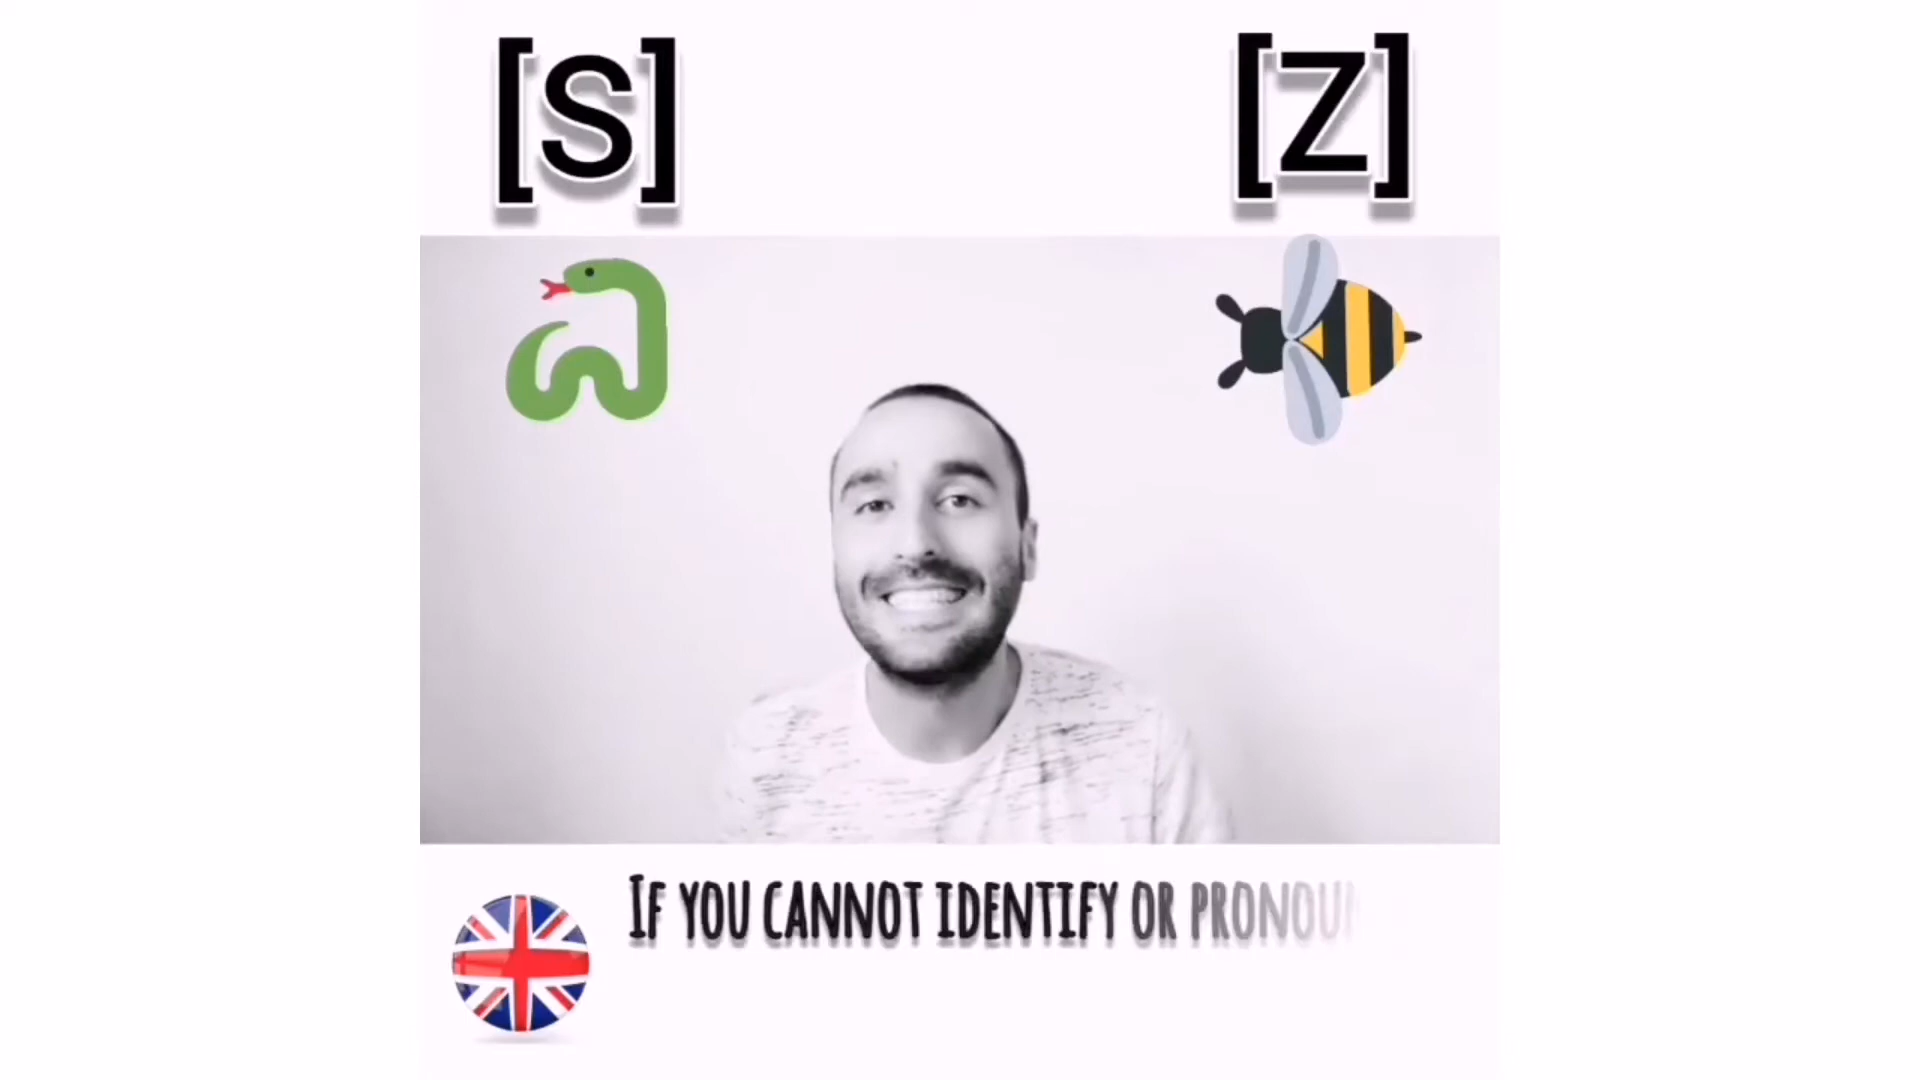 [S]
[Z]
IF YOU CANNOT IDENTIFY OR